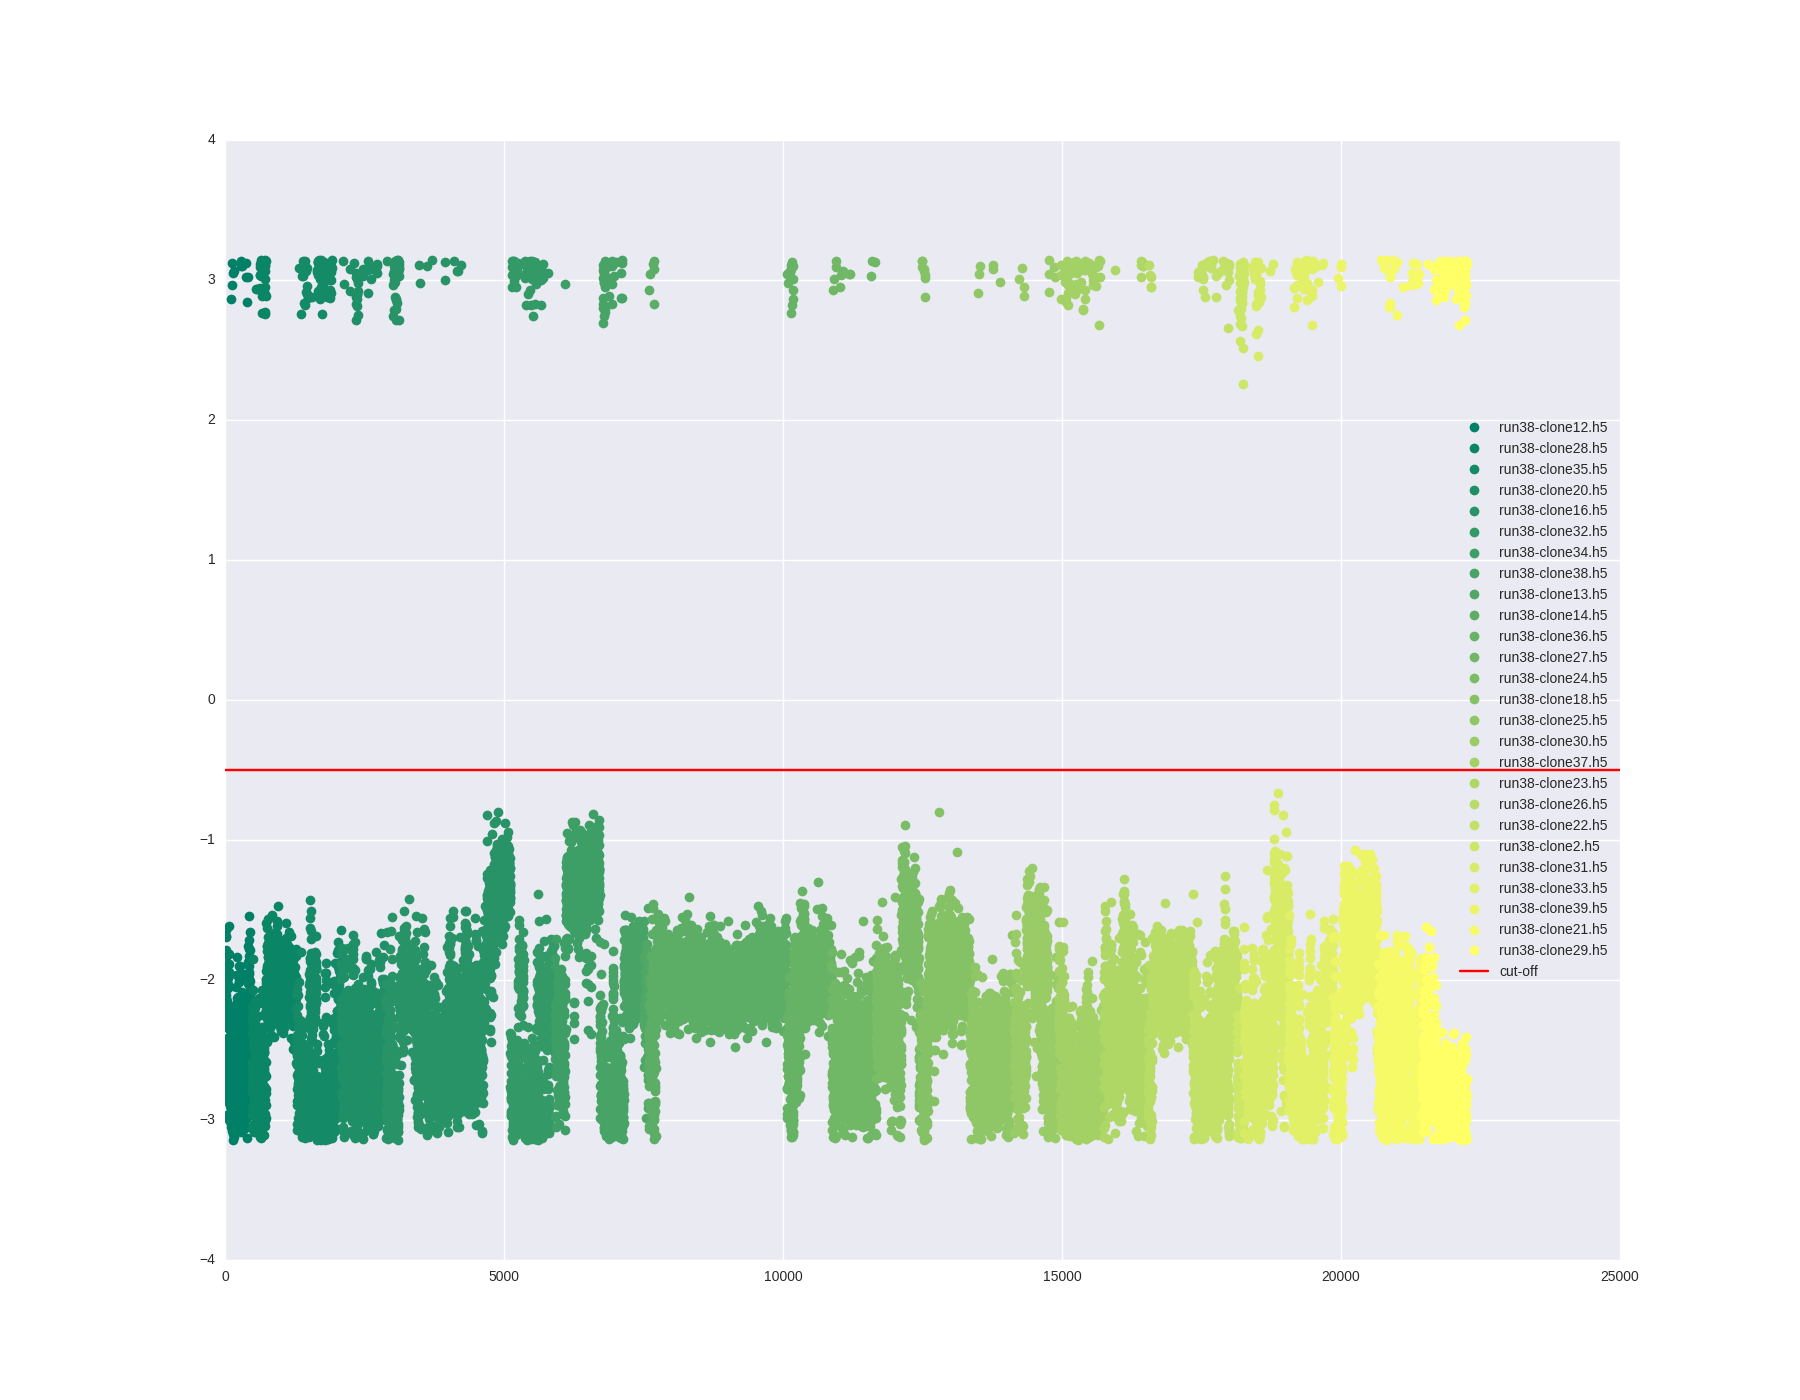 4
3
2
1
0
−1
−2
−3
−4
0 5000 10000 15000 20000 25000
run38-clone12.h5
run38-clone28.h5
run38-clone35.h5
run38-clone20.h5
run38-clone16.h5
run38-clone32.h5
run38-clone34.h5
run38-clone38.h5
run38-clone13.h5
run38-clone14.h5
run38-clone36.h5
run38-clone27.h5
run38-clone24.h5
run38-clone18.h5
run38-clone25.h5
run38-clone30.h5
run38-clone37.h5
run38-clone23.h5
run38-clone26.h5
run38-clone22.h5
run38-clone2.h5
run38-clone31.h5
run38-clone33.h5
run38-clone39.h5
run38-clone21.h5
run38-clone29.h5
cut-off